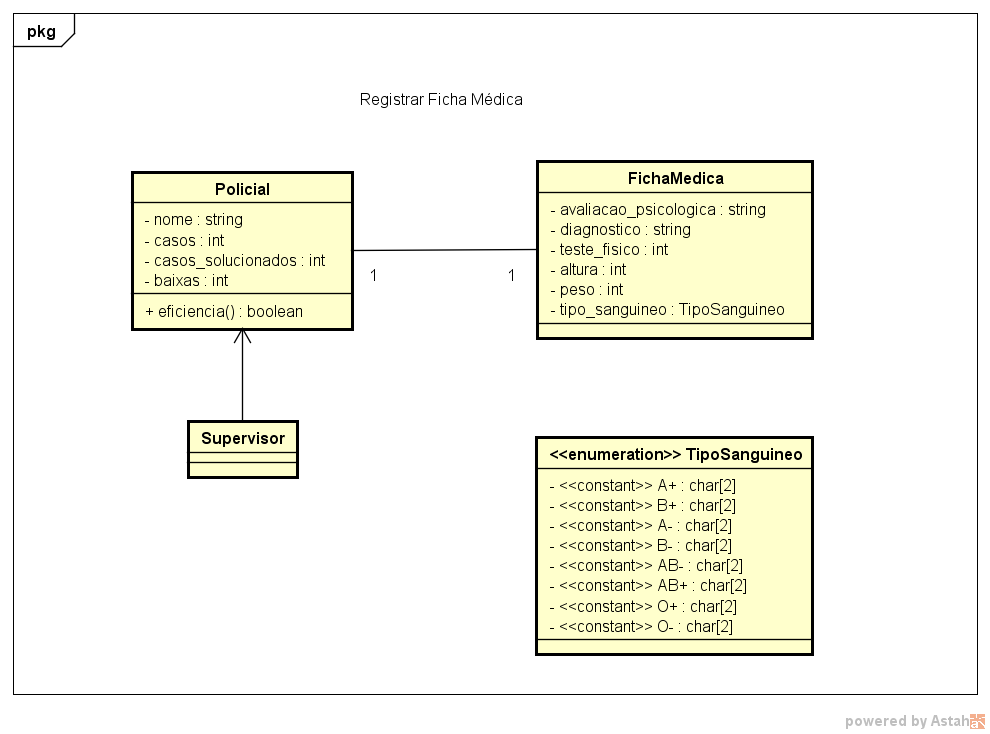 pkg
Registrar Ficha Médica
Policial
- nome : string
- casos : int
- casos_solucionados : int
- baixas : int
+ eficiencia() : boolean
1
1
FichaMedica
- avaliacao_psicologica : string
- diagnostico : string
- teste_fisico : int
- altura : int
- peso : int
- tipo_sanguineo : TipoSanguineo
Supervisor
<<enumeration>> TipoSanguineo
- <<constant>> A+ : char[2]
- <<constant>> B+ : char[2]
- <<constant>> A- : char[2]
- <<constant>> B- : char[2]
- <<constant>> AB- : char[2]
- <<constant>> AB+ : char[2]
- <<constant>> O+ : char[2]
- <<constant>> O- : char[2]
powered by Astah